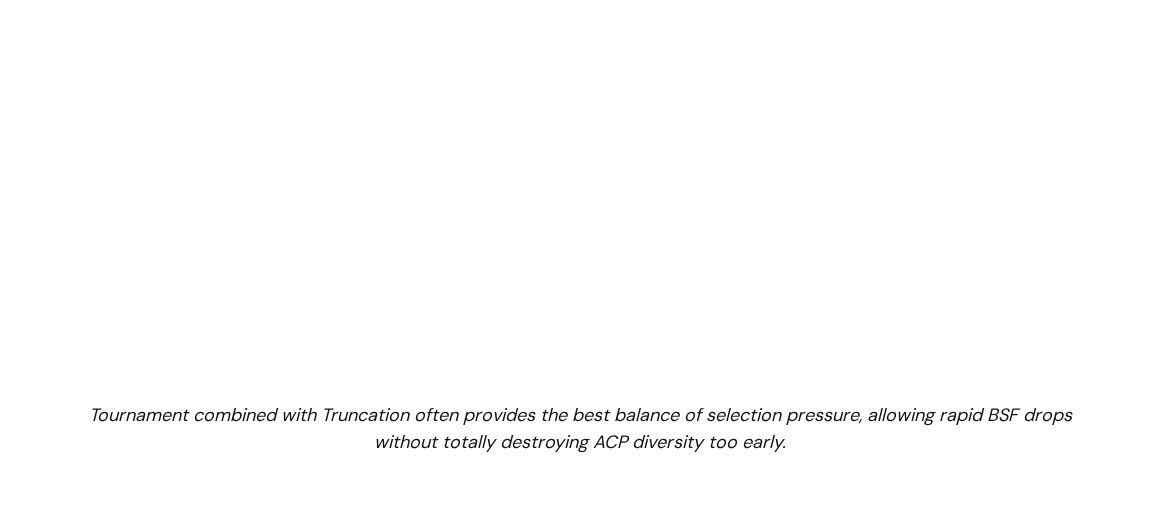 Tournament combined with Truncation often provides the best balance of selection pressure, allowing rapid BSF drops
without totally destroying ACP diversity too early.